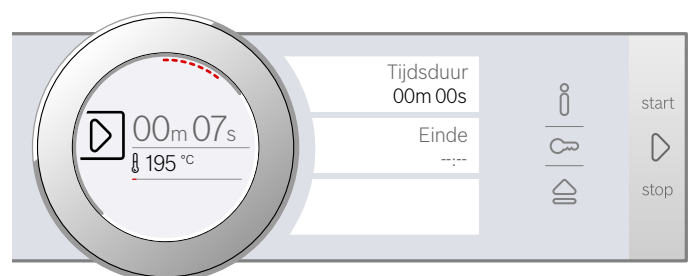 00m 07s
195 °C
Tijdsduur
00m 00s
Einde
--:--
start
stop